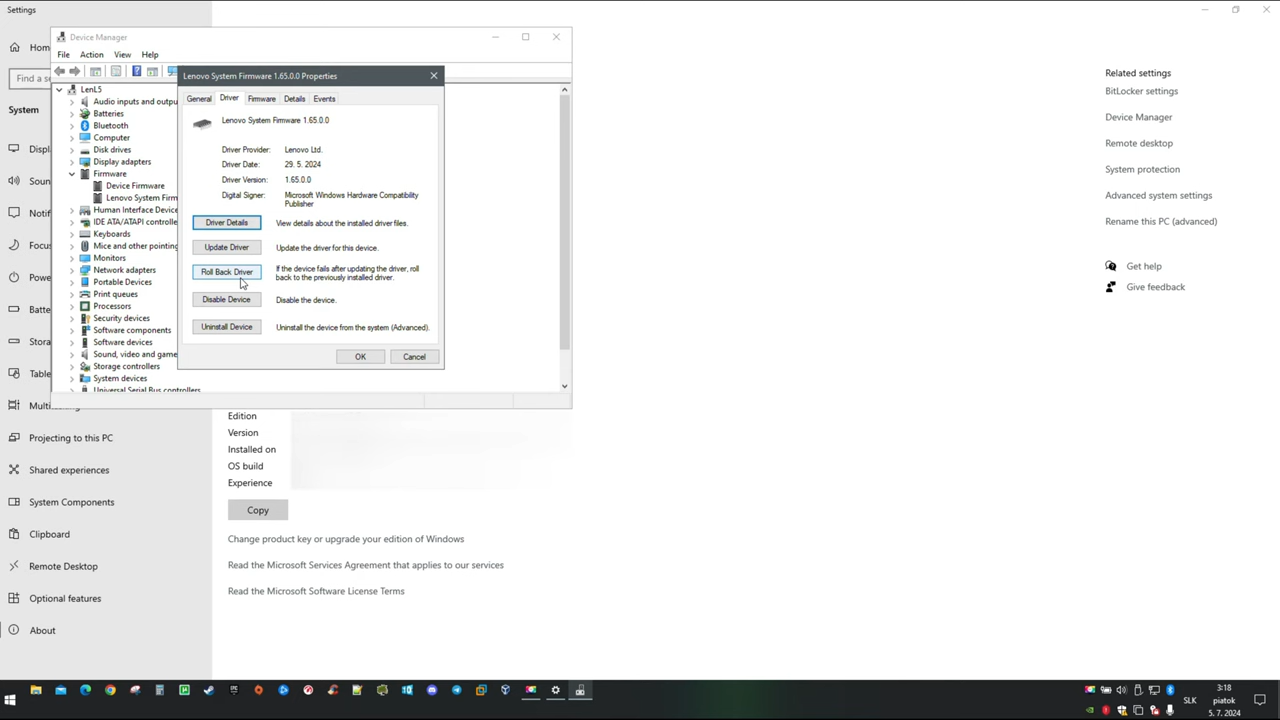 Settings
Device Manager
File Action View Help
Lenovo System Firmware 1.65.0.0 Properties
General Driver Firmware Details Events
Lenovo System Firmware 1.65.0.0
Driver Provider: Lenovo Ltd.
Driver Date: 29. 5. 2024
Driver Version: 1.65.0.0
Digital Signer: Microsoft Windows Hardware Compatibility
Publisher
Driver Details View details about the installed driver files.
Update Driver Update the driver for this device.
Roll Back Driver If the device fails after updating the driver, roll
back to the previously installed driver.
Disable Device Disable the device.
Uninstall Device Uninstall the device from the system (Advanced).
OK Cancel
LenL5
Audio inputs and outpu
Batteries
Bluetooth
Computer
Disk drives
Display adapters
Firmware
Device Firmware
Lenovo System Firm
Human Interface Device
IDE ATA/ATAPI controlle
Keyboards
Mice and other pointing
Monitors
Network adapters
Portable Devices
Print queues
Processors
Security devices
Software components
Software devices
Sound, video and game
Storage controllers
System devices
Universal Serial Bus controllers
Hom
Find a se
System
Displ
Soun
Notif
Focu
Powe
Batte
Stora
Table
Multi
Projecting to this PC
Shared experiences
System Components
Clipboard
Remote Desktop
Optional features
About
Edition
Version
Installed on
OS build
Experience
Copy
Change product key or upgrade your edition of Windows
Read the Microsoft Services Agreement that applies to our services
Read the Microsoft Software License Terms
Related settings
BitLocker settings
Device Manager
Remote desktop
System protection
Advanced system settings
Rename this PC (advanced)
Get help
Give feedback
SLK
3:18
piatok
5. 7. 2024